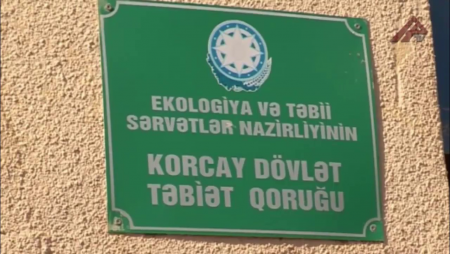 EKOLOGİYA VƏ TƏBİİ
SƏRVƏTLƏR NAZİRLİYİNİN
KORCAY DÖVLƏT
TƏBİƏT QORUĞU